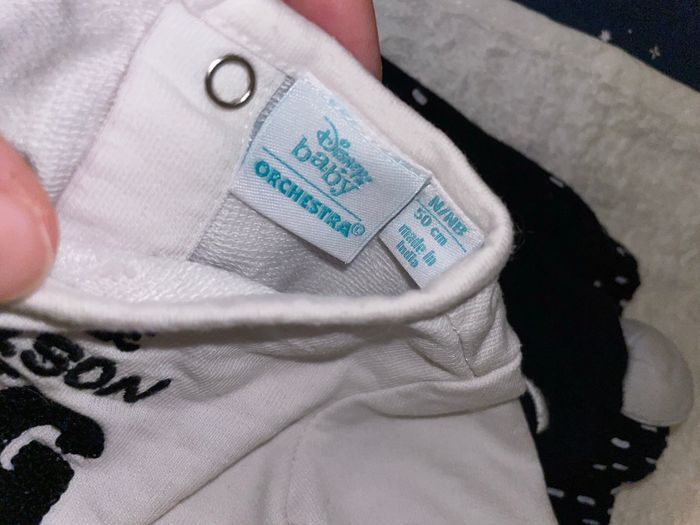 Disney
baby
ORCHESTRA®
N/NB
50 cm
made in
India
SON